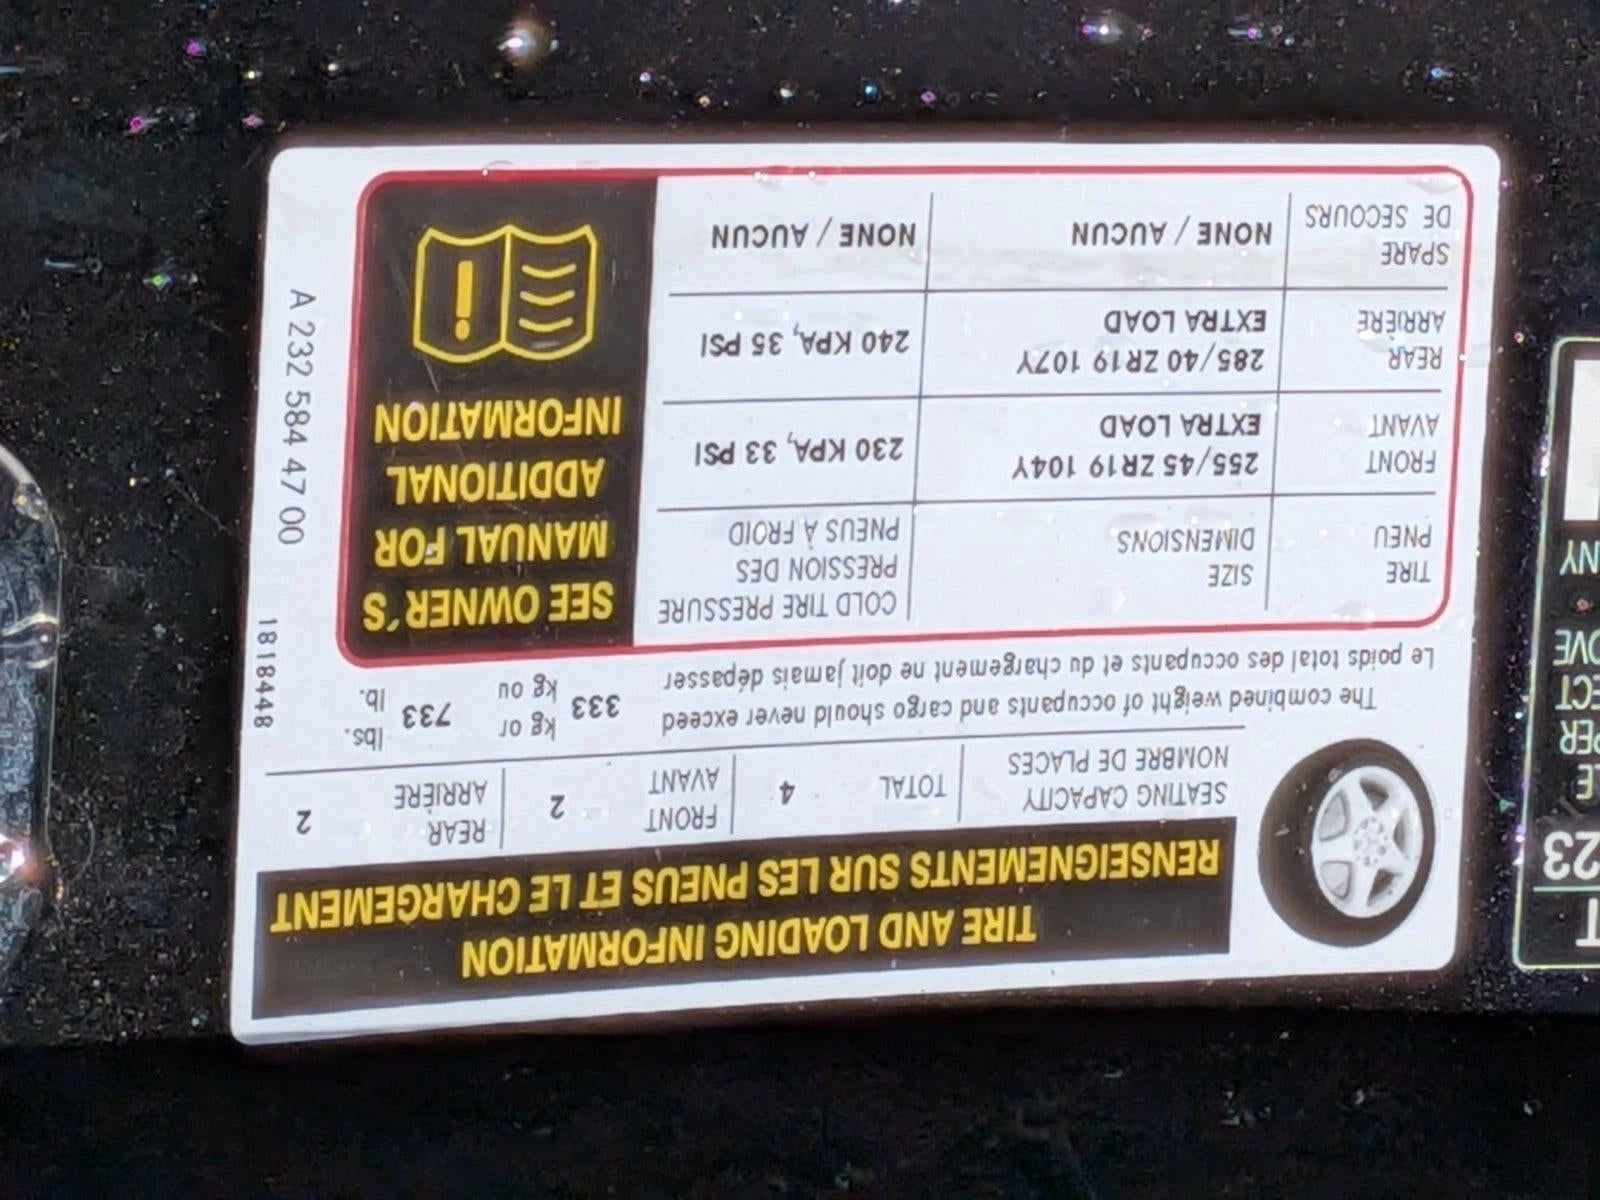 TIRE AND LOADING INFORMATION
RENSEIGNEMENTS SUR LES PNEUS ET LE CHARGEMENT
SEATING CAPACITY
NOMBRE DE PLACES
TOTAL 4
FRONT
AVANT
2
REAR
ARRIÈRE
2
The combined weight of occupants and cargo should never exceed
Le poids total des occupants et du chargement ne doit jamais dépasser
333
kg or
kg ou
733
lbs.
lb.
TIRE
PNEU
SIZE
DIMENSIONS
COLD TIRE PRESSURE
PRESSION DES
PNEUS À FROID
FRONT
AVANT
255/45 ZR19 104Y
EXTRA LOAD
230 KPA, 33 PSI
REAR
ARRIÈRE
285/40 ZR19 107Y
EXTRA LOAD
240 KPA, 35 PSI
SPARE
DE SECOURS
NONE / AUCUN
NONE / AUCUN
SEE OWNER'S
MANUAL FOR
ADDITIONAL
INFORMATION
1818448
A 232 584 47 00
23